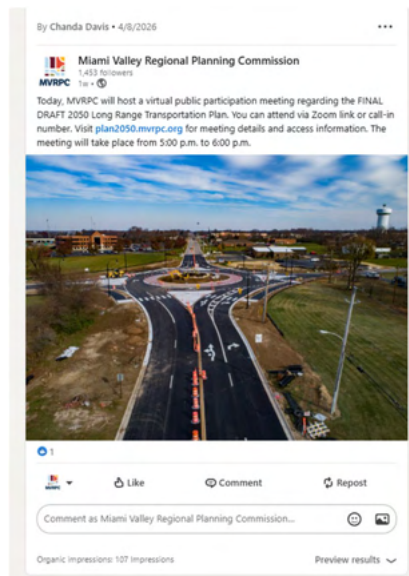 By Chanda Davis • 4/8/2026
Miami Valley Regional Planning Commission
MVRPC
1,453 followers
1w •
Today, MVRPC will host a virtual public participation meeting regarding the FINAL
DRAFT 2050 Long Range Transportation Plan. You can attend via Zoom link or call-in
number. Visit plan2050.mvrpc.org for meeting details and access information. The
meeting will take place from 5:00 p.m. to 6:00 p.m.
1
MVRPC
Like
Comment
Repost
Comment as Miami Valley Regional Planning Commission...
Organic impressions: 107 Impressions
Preview results